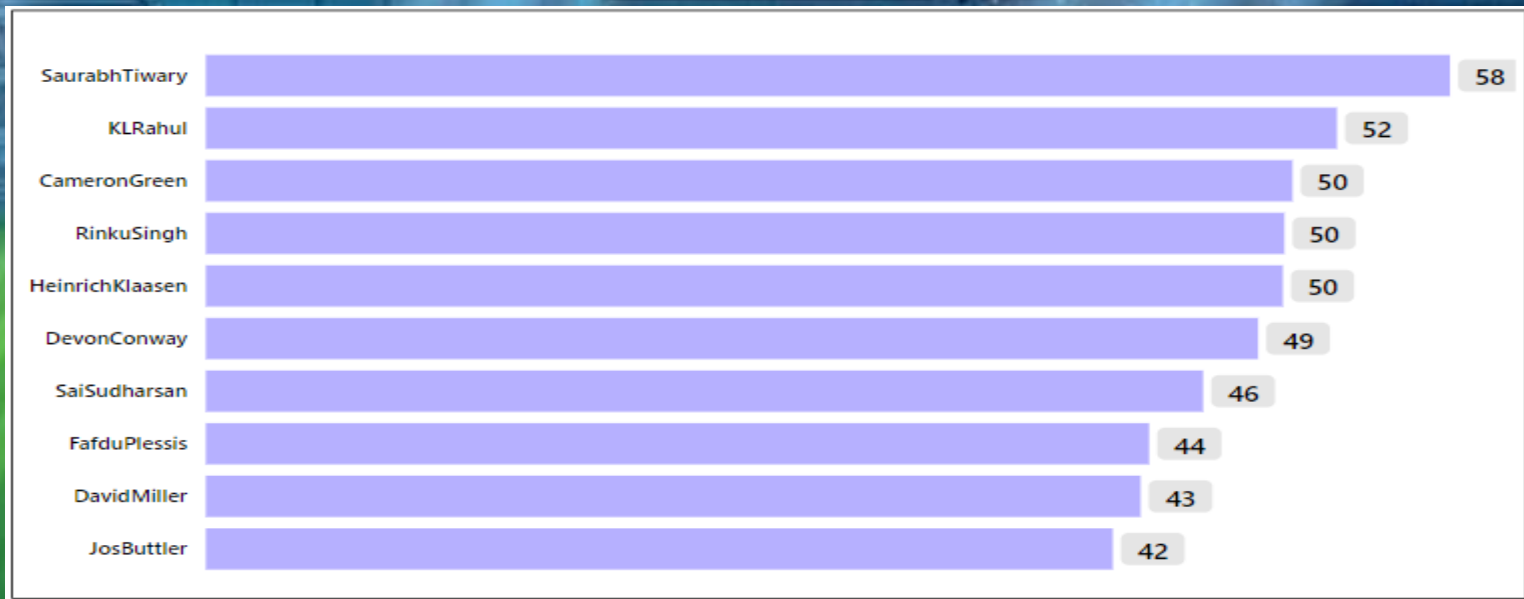 SaurabhTiwary 58
KLRahul 52
CameronGreen 50
RinkuSingh 50
HeinrichKlaasen 50
DevonConway 49
SaiSudharsan 46
FafduPlessis 44
DavidMiller 43
JosButtler 42